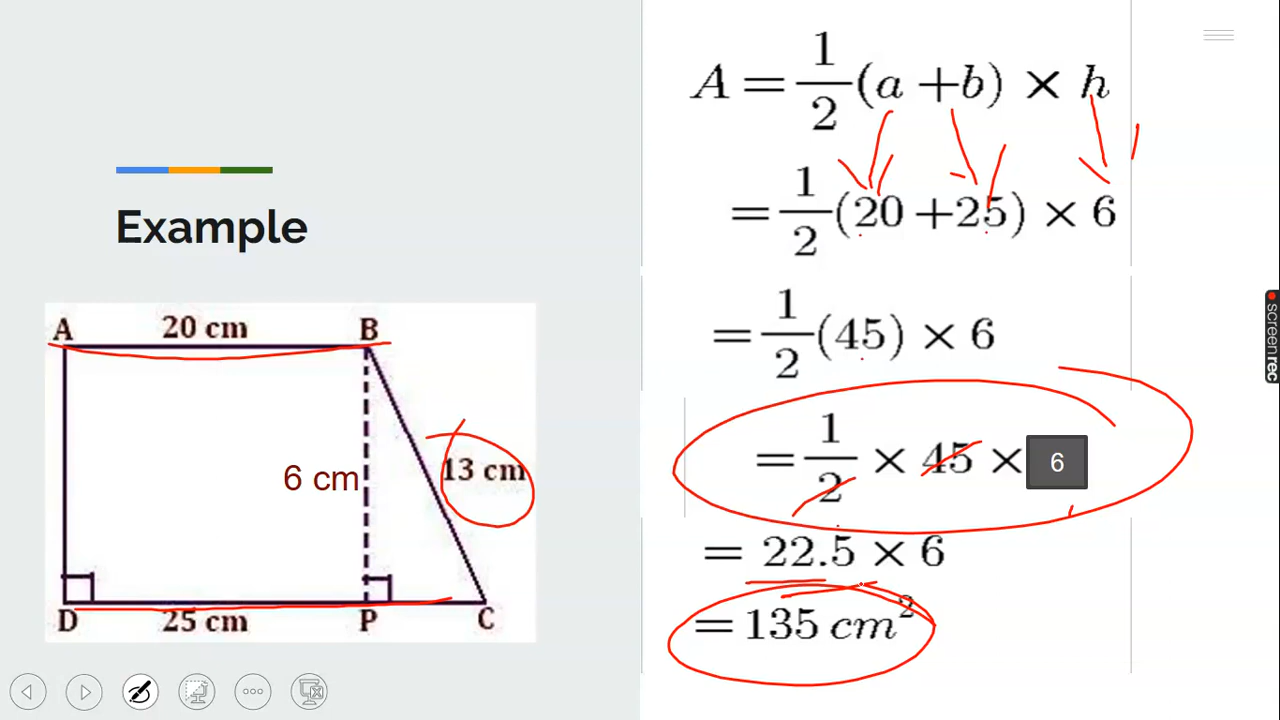 Example
A 20 cm B
6 cm
13 cm
D 25 cm P C
A = 1/2 (a + b) × h
= 1/2 (20 + 25) × 6
= 1/2 (45) × 6
= 1/2 × 45 × 6
= 22.5 × 6
= 135 cm²
screenrec